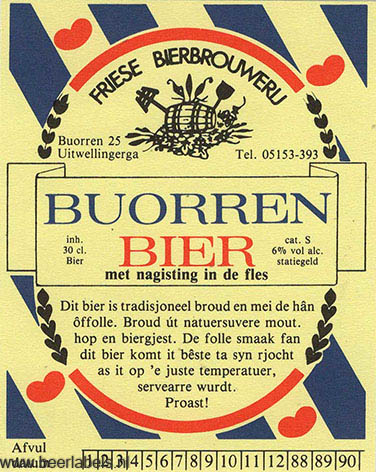 FRIESE BIERBROUWERIJ
Buorren 25
Uitwellingerga
Tel. 05153-393
BUORREN
BIER
inh.
30 cl.
Bier
cat. S
6% vol alc.
statiegeld
met nagisting in de fles
Dit bier is tradisjoneel broud en mei de hân
ôffolle. Broud út natuersuvere mout.
hop en biergjest. De folle smaak fan
dit bier komt it bêste ta syn rjocht
as it op 'e juste temperatuer,
servearre wurdt.
Proast!
Afvul
1 2 3 4 5 6 7 8 9 10 11 12 88 89 90
www.beerlabels.nl